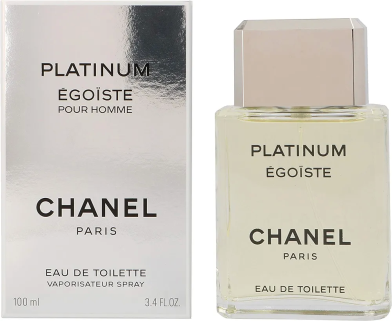 PLATINUM
ÉGOÏSTE
POUR HOMME
CHANEL
PARIS
EAU DE TOILETTE
VAPORISATEUR SPRAY
100 ml 3.4 FL.OZ.
PLATINUM
ÉGOÏSTE
CHANEL
PARIS
EAU DE TOILETTE